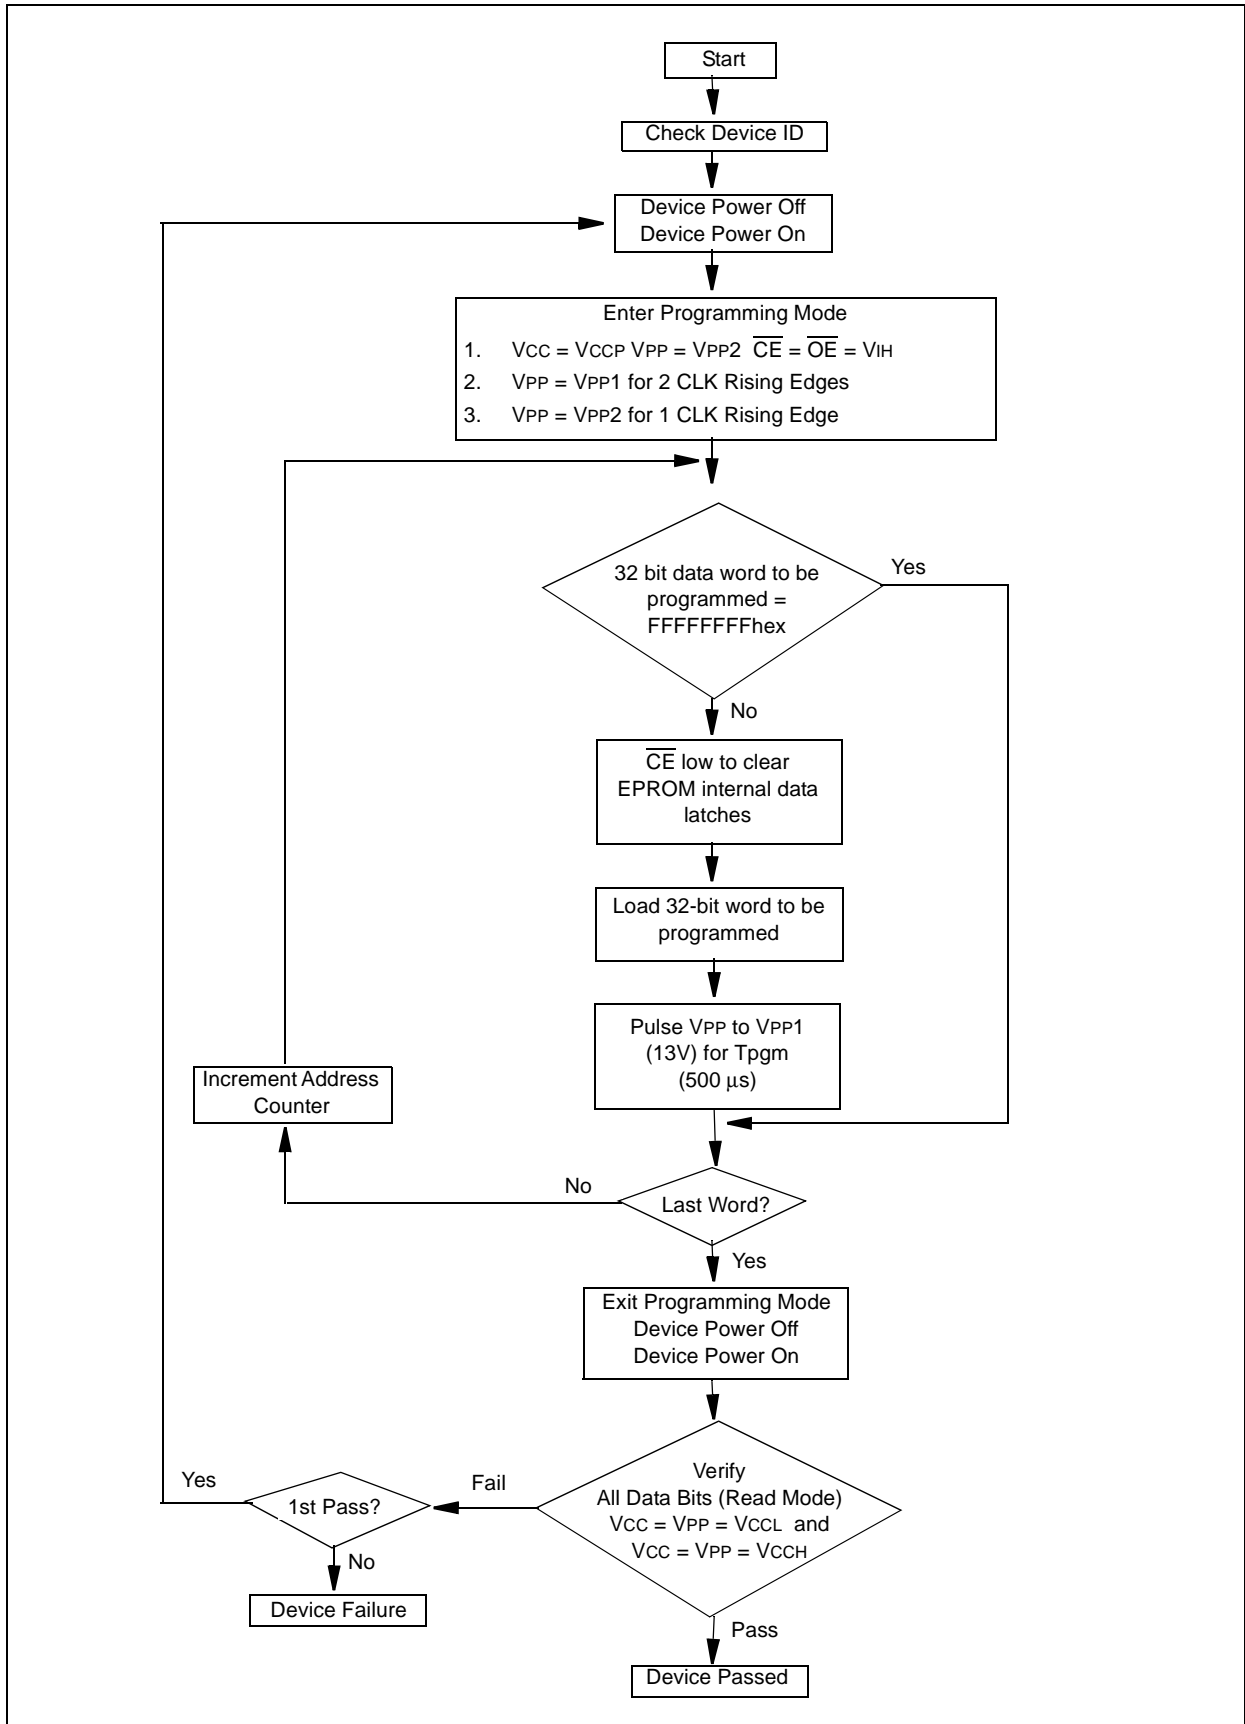 Start
Check Device ID
Device Power Off
Device Power On
Enter Programming Mode
1. VCC = VCCP VPP = VPP2 C̅E̅ = O̅E̅ = VIH
2. VPP = VPP1 for 2 CLK Rising Edges
3. VPP = VPP2 for 1 CLK Rising Edge
32 bit data word to be
programmed =
FFFFFFFFhex
Yes
No
C̅E̅ low to clear
EPROM internal data
latches
Load 32-bit word to be
programmed
Pulse VPP to VPP1
(13V) for Tpgm
(500 µs)
Increment Address
Counter
No
Last Word?
Yes
Exit Programming Mode
Device Power Off
Device Power On
Verify
All Data Bits (Read Mode)
VCC = VPP = VCCL and
VCC = VPP = VCCH
Fail
1st Pass?
Yes
No
Device Failure
Pass
Device Passed